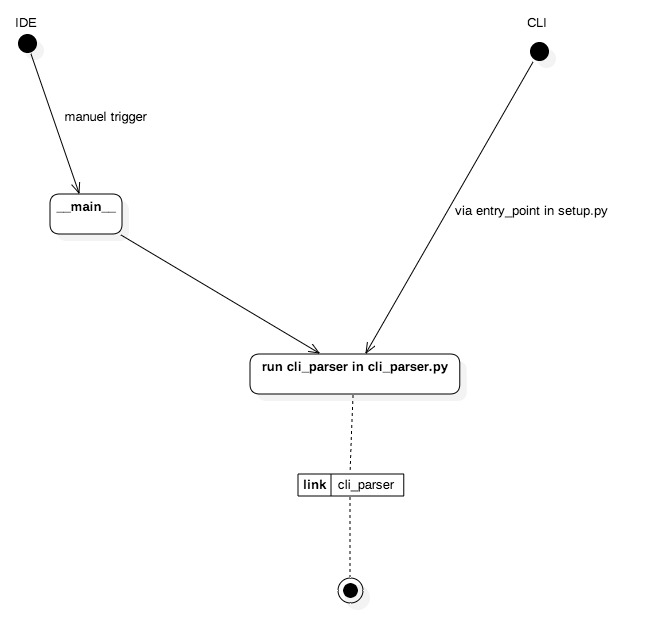 IDE
CLI
manuel trigger
__main__
via entry_point in setup.py
run cli_parser in cli_parser.py
link cli_parser